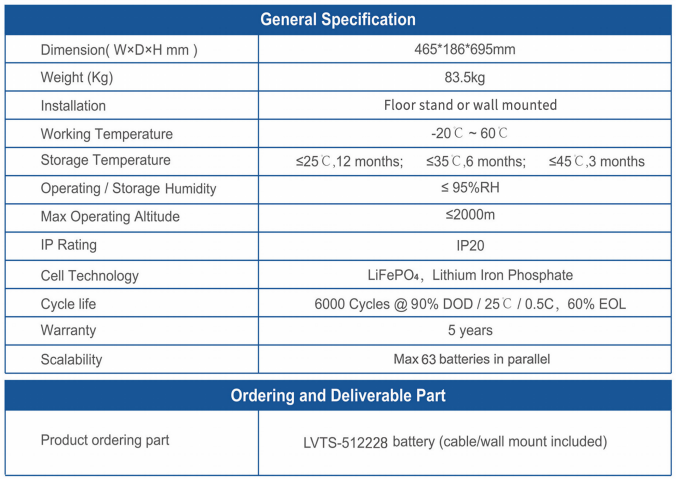 General Specification
Dimension( W×D×H mm ) 465*186*695mm
Weight (Kg) 83.5kg
Installation Floor stand or wall mounted
Working Temperature -20℃ ~ 60℃
Storage Temperature ≤25℃,12 months; ≤35℃,6 months; ≤45℃,3 months
Operating / Storage Humidity ≤ 95%RH
Max Operating Altitude ≤2000m
IP Rating IP20
Cell Technology LiFePO₄, Lithium Iron Phosphate
Cycle life 6000 Cycles @ 90% DOD / 25℃ / 0.5C, 60% EOL
Warranty 5 years
Scalability Max 63 batteries in parallel
Ordering and Deliverable Part
Product ordering part LVTS-512228 battery (cable/wall mount included)